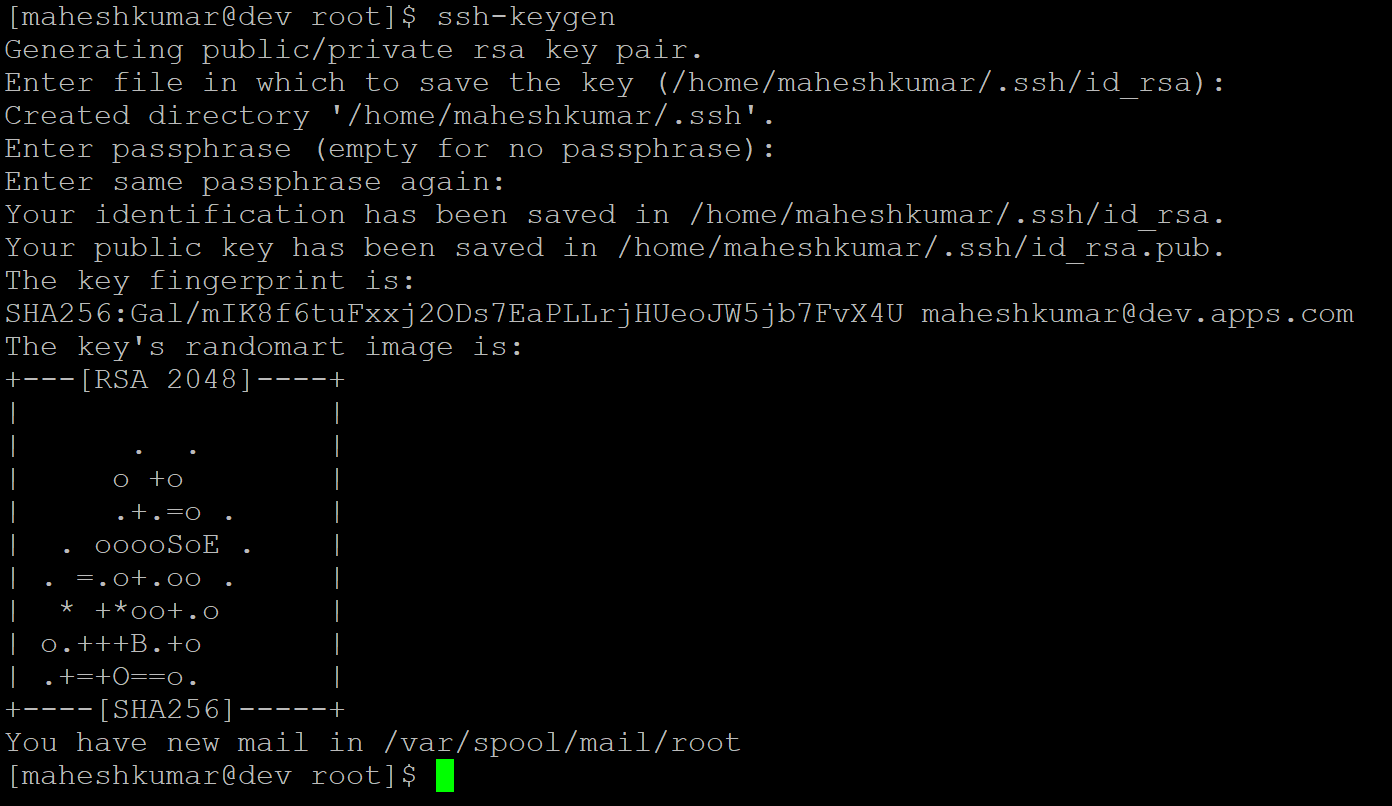 [maheshkumar@dev root]$ ssh-keygen
Generating public/private rsa key pair.
Enter file in which to save the key (/home/maheshkumar/.ssh/id_rsa):
Created directory '/home/maheshkumar/.ssh'.
Enter passphrase (empty for no passphrase):
Enter same passphrase again:
Your identification has been saved in /home/maheshkumar/.ssh/id_rsa.
Your public key has been saved in /home/maheshkumar/.ssh/id_rsa.pub.
The key fingerprint is:
SHA256:Gal/mIK8f6tuFxxj2ODs7EaPLLrjHUeoJW5jb7FvX4U maheshkumar@dev.apps.com
The key's randomart image is:
+---[RSA 2048]----+
|                 |
|      .  .       |
|     o +o        |
|     .+.=o .     |
|  . ooooSoE .    |
| . =.o+.oo .     |
|  * +*oo+.o      |
| o.+++B.+o       |
| .+=+O==o.       |
+----[SHA256]-----+
You have new mail in /var/spool/mail/root
[maheshkumar@dev root]$